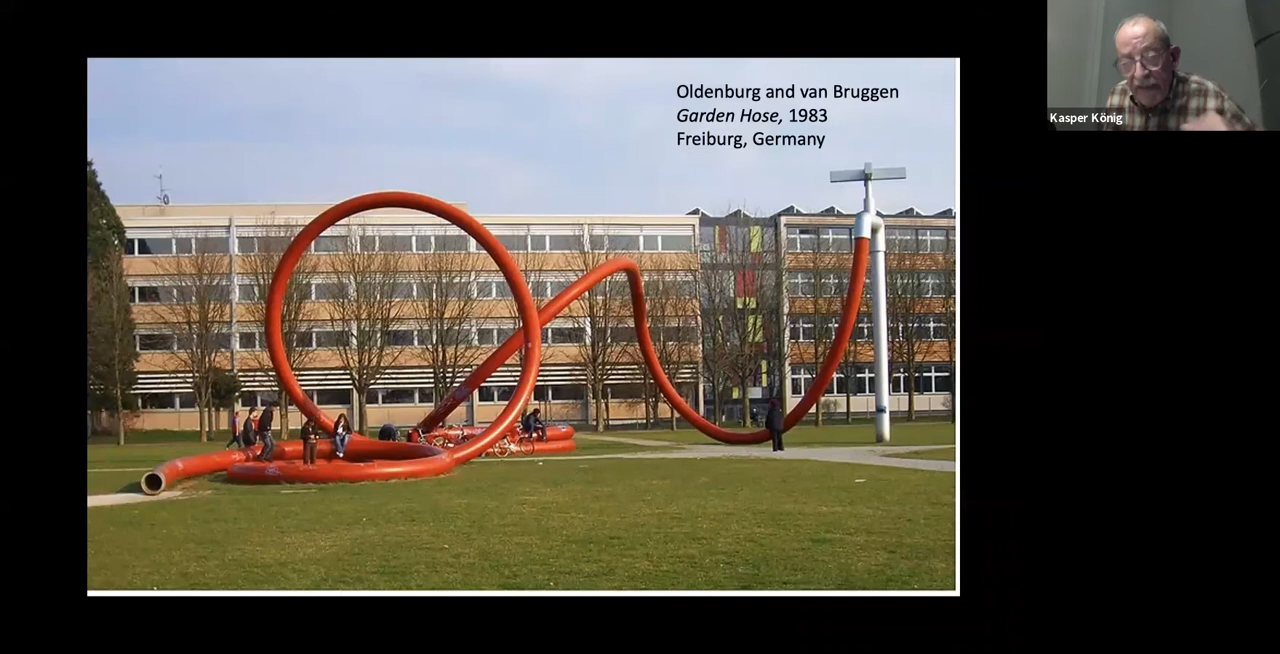 Oldenburg and van Bruggen
Garden Hose, 1983
Freiburg, Germany
Kasper König